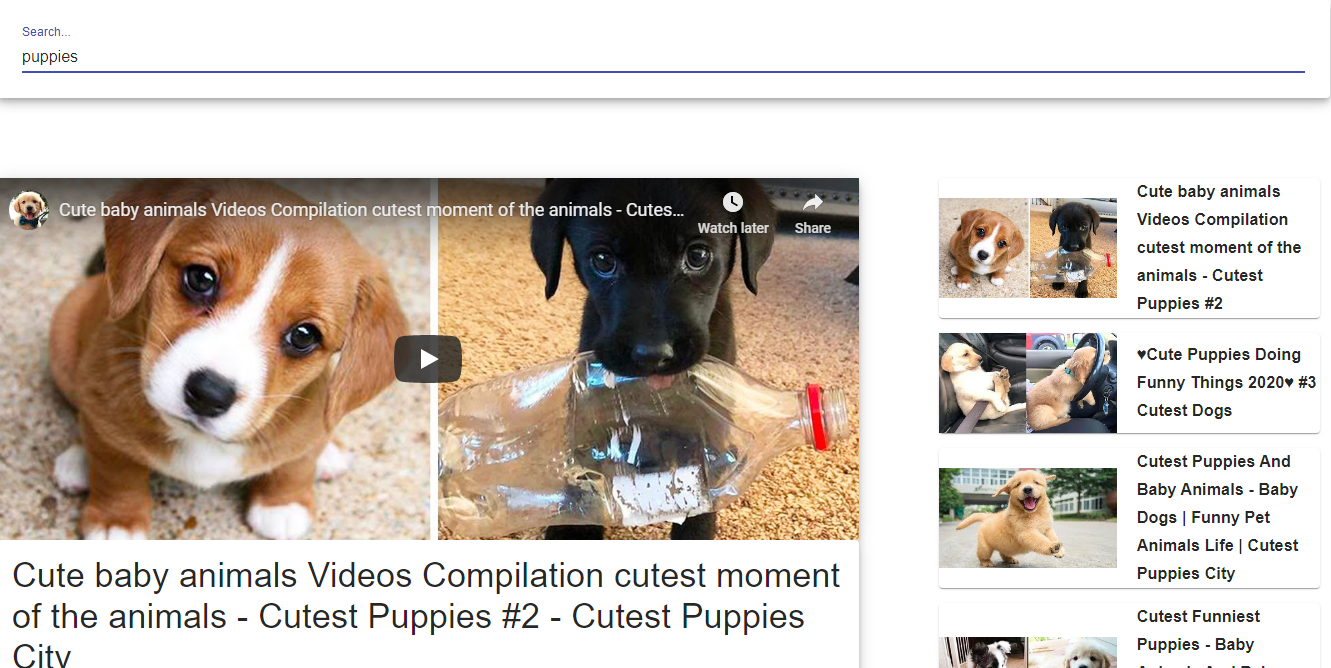 Search...
puppies
Cute baby animals Videos Compilation cutest moment of the animals - Cutes...
Watch later
Share
Cute baby animals Videos Compilation cutest moment
of the animals - Cutest Puppies #2 - Cutest Puppies
City
Cute baby animals
Videos Compilation
cutest moment of the
animals - Cutest
Puppies #2
♥Cute Puppies Doing
Funny Things 2020♥ #3
Cutest Dogs
Cutest Puppies And
Baby Animals - Baby
Dogs | Funny Pet
Animals Life | Cutest
Puppies City
Cutest Funniest
Puppies - Baby